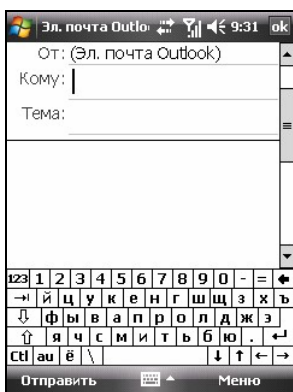 Эл. почта Outlo 9:31 ok
От: (Эл. почта Outlook)
Кому:
Тема:
123 1 2 3 4 5 6 7 8 9 0 - =
й ц у к е н г ш щ з х ъ
ф ы в а п р о л д ж э
я ч с м и т ь б ю .
Ctl au ё \
Отправить Меню